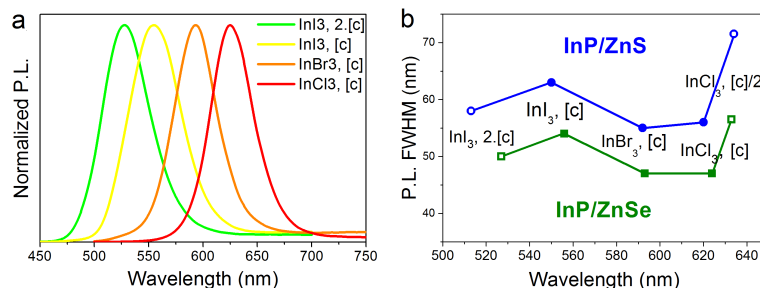 a
Normalized P.L.
InI3, 2.[c]
InI3, [c]
InBr3, [c]
InCl3, [c]
450 500 550 600 650 700 750
Wavelength (nm)
b
P.L. FWHM (nm)
70
60
50
40
InP/ZnS
InCl₃, [c]/2
InI₃, [c]
InI₃, 2.[c]
InBr₃, [c]
InCl₃, [c]
InP/ZnSe
500 520 540 560 580 600 620 640
Wavelength (nm)